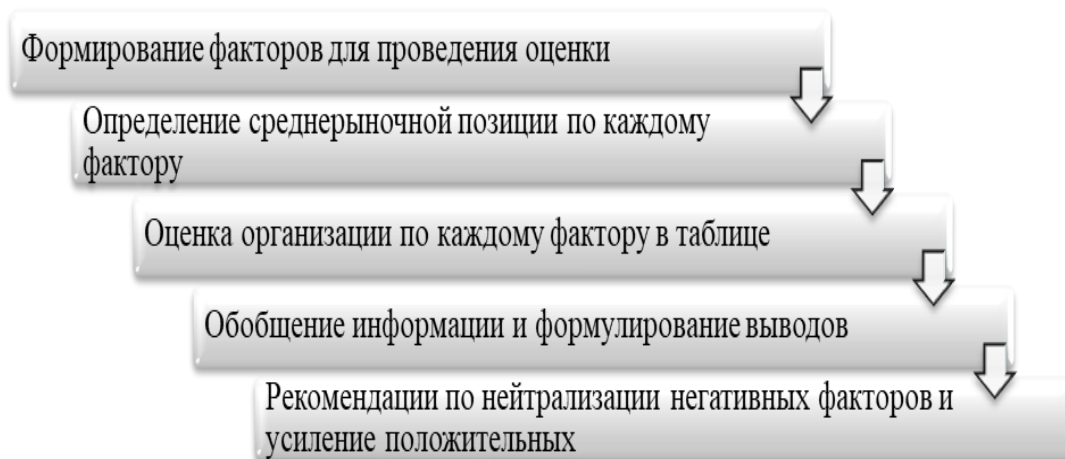 Формирование факторов для проведения оценки
Определение среднерыночной позиции по каждому
фактору
Оценка организации по каждому фактору в таблице
Обобщение информации и формулирование выводов
Рекомендации по нейтрализации негативных факторов и
усиление положительных